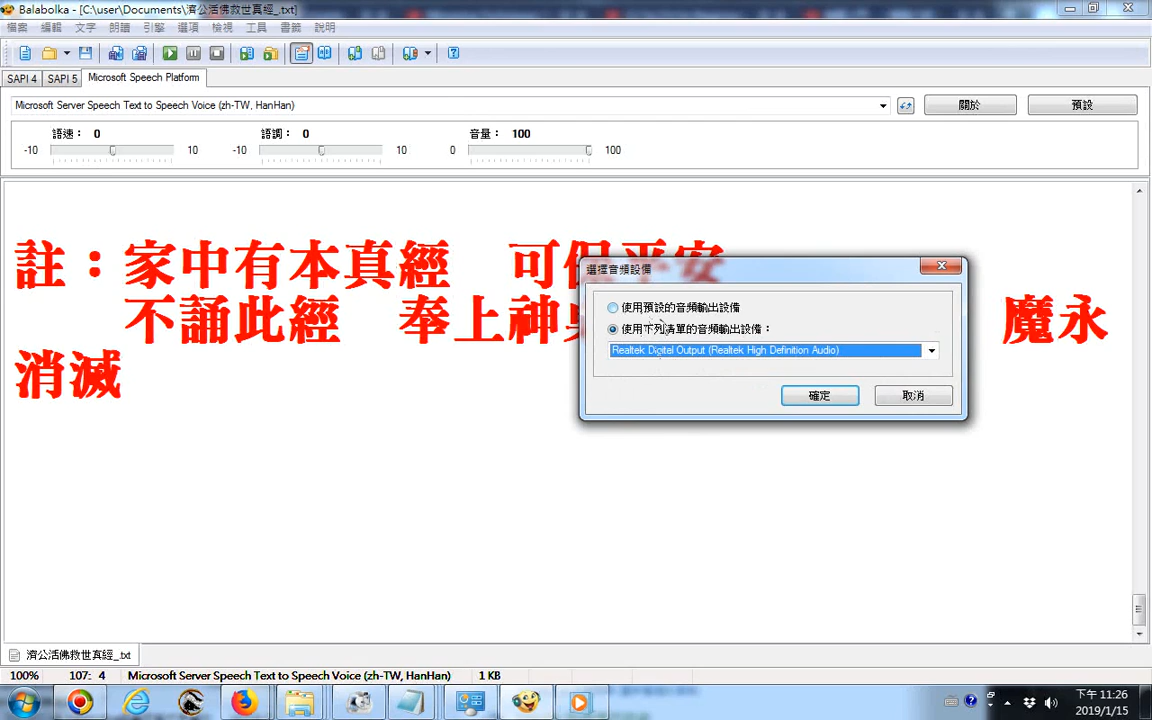 Balabolka - [C:\user\Documents\濟公活佛救世真經_.txt]
檔案 編輯 文字 朗讀 引擎 選項 檢視 工具 書籤 說明
SAPI 4 SAPI 5 Microsoft Speech Platform
Microsoft Server Speech Text to Speech Voice (zh-TW, HanHan) 關於 預設
語速： 0 語調： 0 音量： 100
-10 10 -10 10 0 100
註：家中有本真經 可保平安
不誦此經 奉上神 魔永
消滅
選擇音頻設備
使用預設的音頻輸出設備
使用下列清單的音頻輸出設備：
Realtek Digital Output (Realtek High Definition Audio)
確定 取消
濟公活佛救世真經_.txt
100% 107: 4 Microsoft Server Speech Text to Speech Voice (zh-TW, HanHan) 1 KB
下午 11:26
2019/1/15